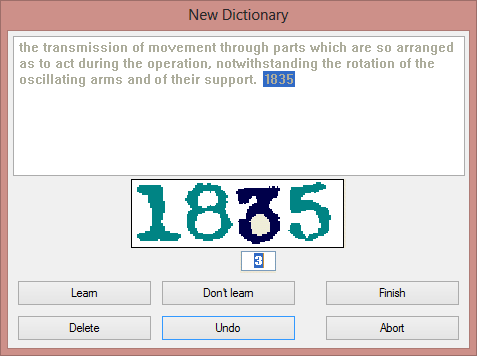 New Dictionary
the transmission of movement through parts which are so arranged
as to act during the operation, notwithstanding the rotation of the
oscillating arms and of their support. 1835
1835
3
Learn Don't learn Finish
Delete Undo Abort